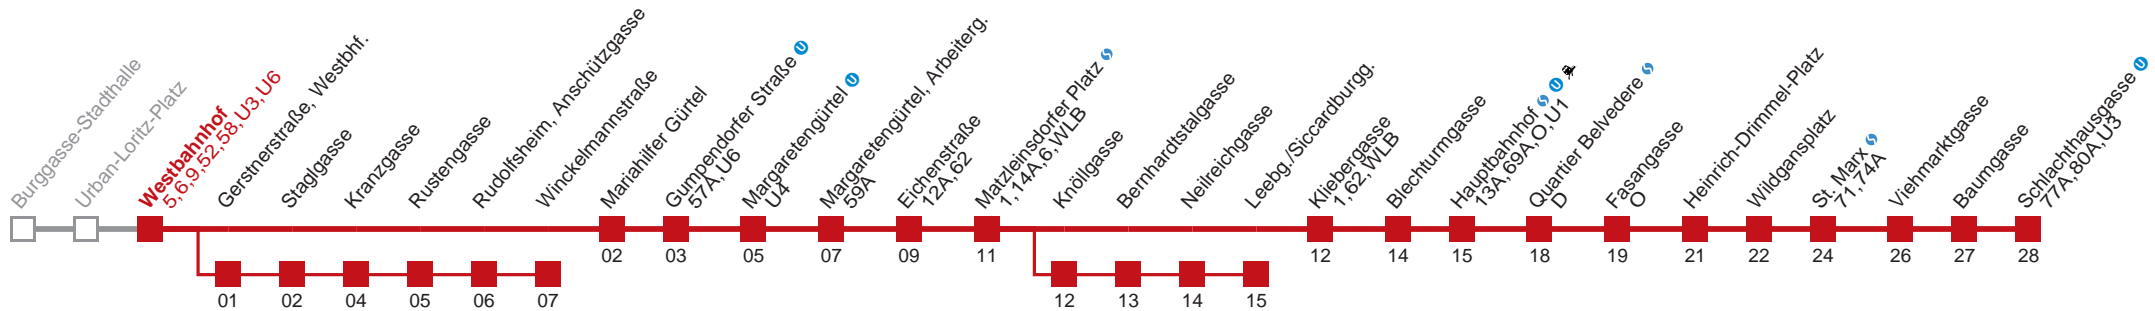 Burggasse-Stadthalle
Urban-Loritz-Platz
Westbahnhof
5,6,9,52,58,U3,U6
Gerstnerstraße, Westbhf.
Staglgasse
Kranzgasse
Rustengasse
Rudolfsheim, Anschützgasse
Winckelmannstraße
Mariahilfer Gürtel
Gumpendorfer Straße U
57A,U6
Margaretengürtel U
U4
Margaretengürtel, Arbeiterg.
59A
Eichenstraße
12A,62
Matzleinsdorfer Platz S
1,14A,6,WLB
Knöllgasse
Bernhardtstalgasse
Neilreichgasse
Leebg./Siccardburgg.
Kliebergasse
1,62,WLB
Blechturmgasse
Hauptbahnhof S U
13A,69A,O,U1
Quartier Belvedere S
D
Fasangasse
O
Heinrich-Drimmel-Platz
Wildgansplatz
St. Marx S
71,74A
Viehmarktgasse
Baumgasse
Schlachthausgasse U
77A,80A,U3
02 03 05 07 09 11 12 14 15 18 19 21 22 24 26 27 28
01 02 04 05 06 07 12 13 14 15